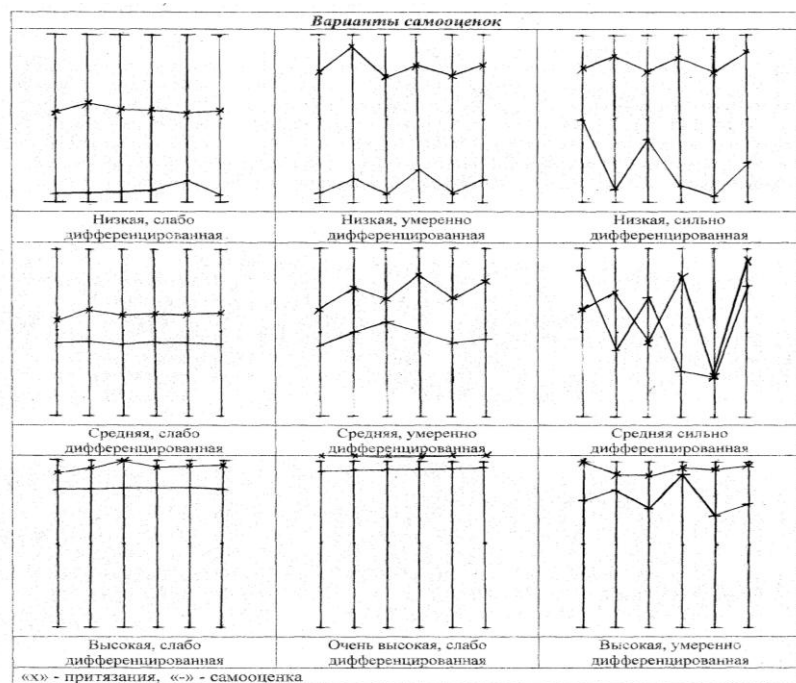 Варианты самооценок
Низкая, слабо
дифференцированная
Низкая, умеренно
дифференцированная
Низкая, сильно
дифференцированная
Средняя, слабо
дифференцированная
Средняя, умеренно
дифференцированная
Средняя сильно
дифференцированная
Высокая, слабо
дифференцированная
Очень высокая, слабо
дифференцированная
Высокая, умеренно
дифференцированная
«х» - притязания, «-» - самооценка